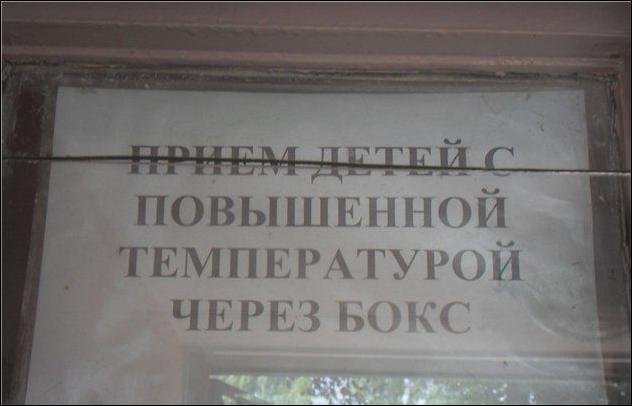 ПРИЕМ ДЕТЕЙ С
ПОВЫШЕННОЙ
ТЕМПЕРАТУРОЙ
ЧЕРЕЗ БОКС